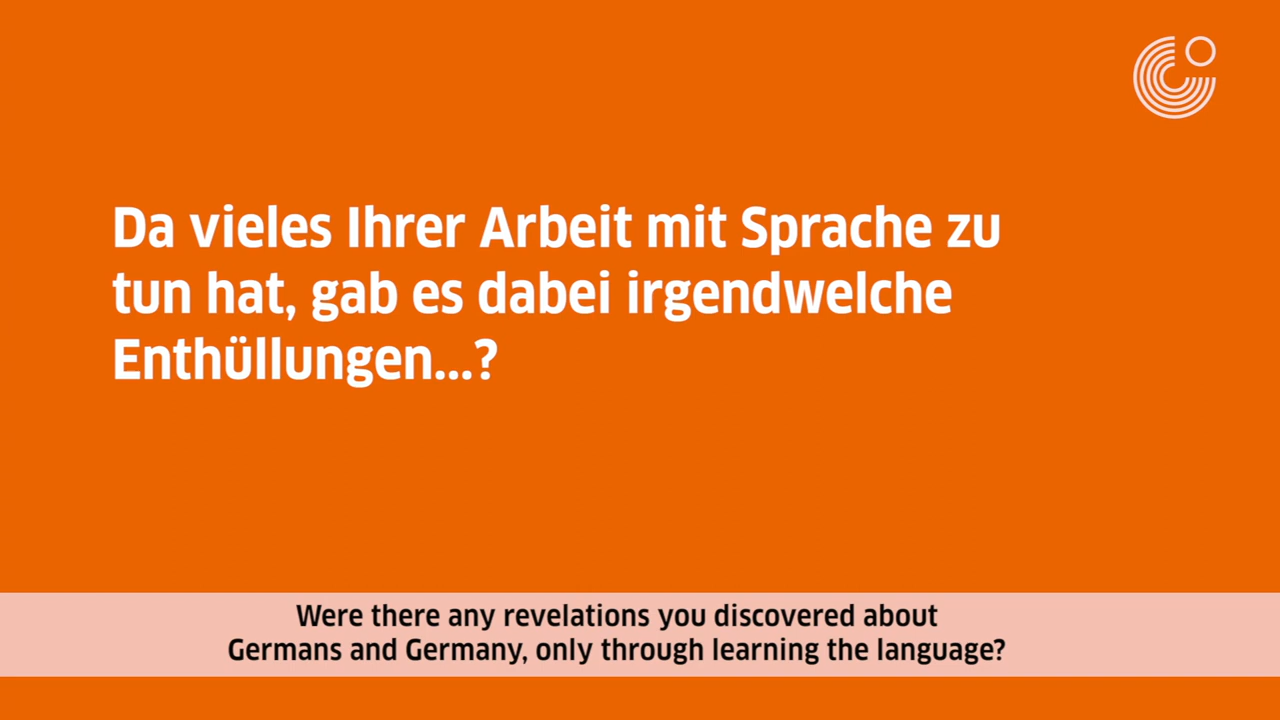 Da vieles Ihrer Arbeit mit Sprache zu
tun hat, gab es dabei irgendwelche
Enthüllungen...?
Were there any revelations you discovered about
Germans and Germany, only through learning the language?